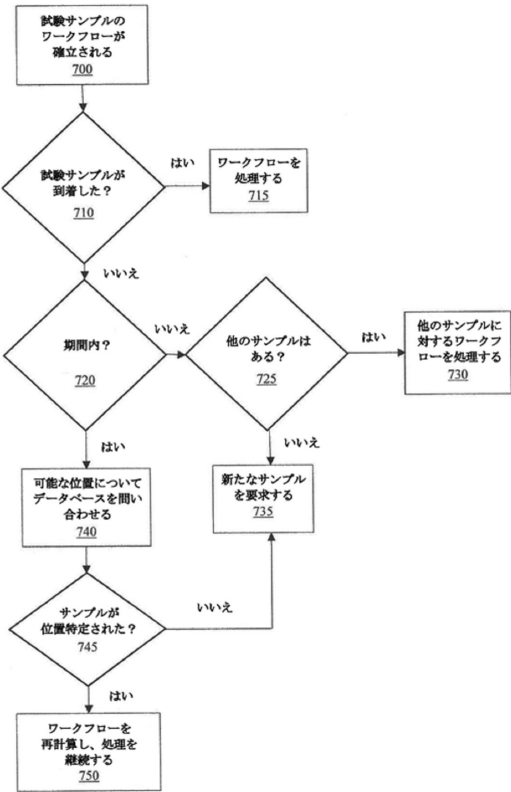 試験サンプルの
ワークフローが
確立される
700
試験サンプルが
到着した?
710
はい
ワークフローを
処理する
715
いいえ
期間内?
720
いいえ
他のサンプルは
ある?
725
はい
他のサンプルに
対するワークフ
ローを処理する
730
はい
いいえ
可能な位置について
データベースを問い
合わせる
740
新たなサンプル
を要求する
735
サンプルが
位置特定された?
745
いいえ
はい
ワークフローを
再計算し、処理を
継続する
750